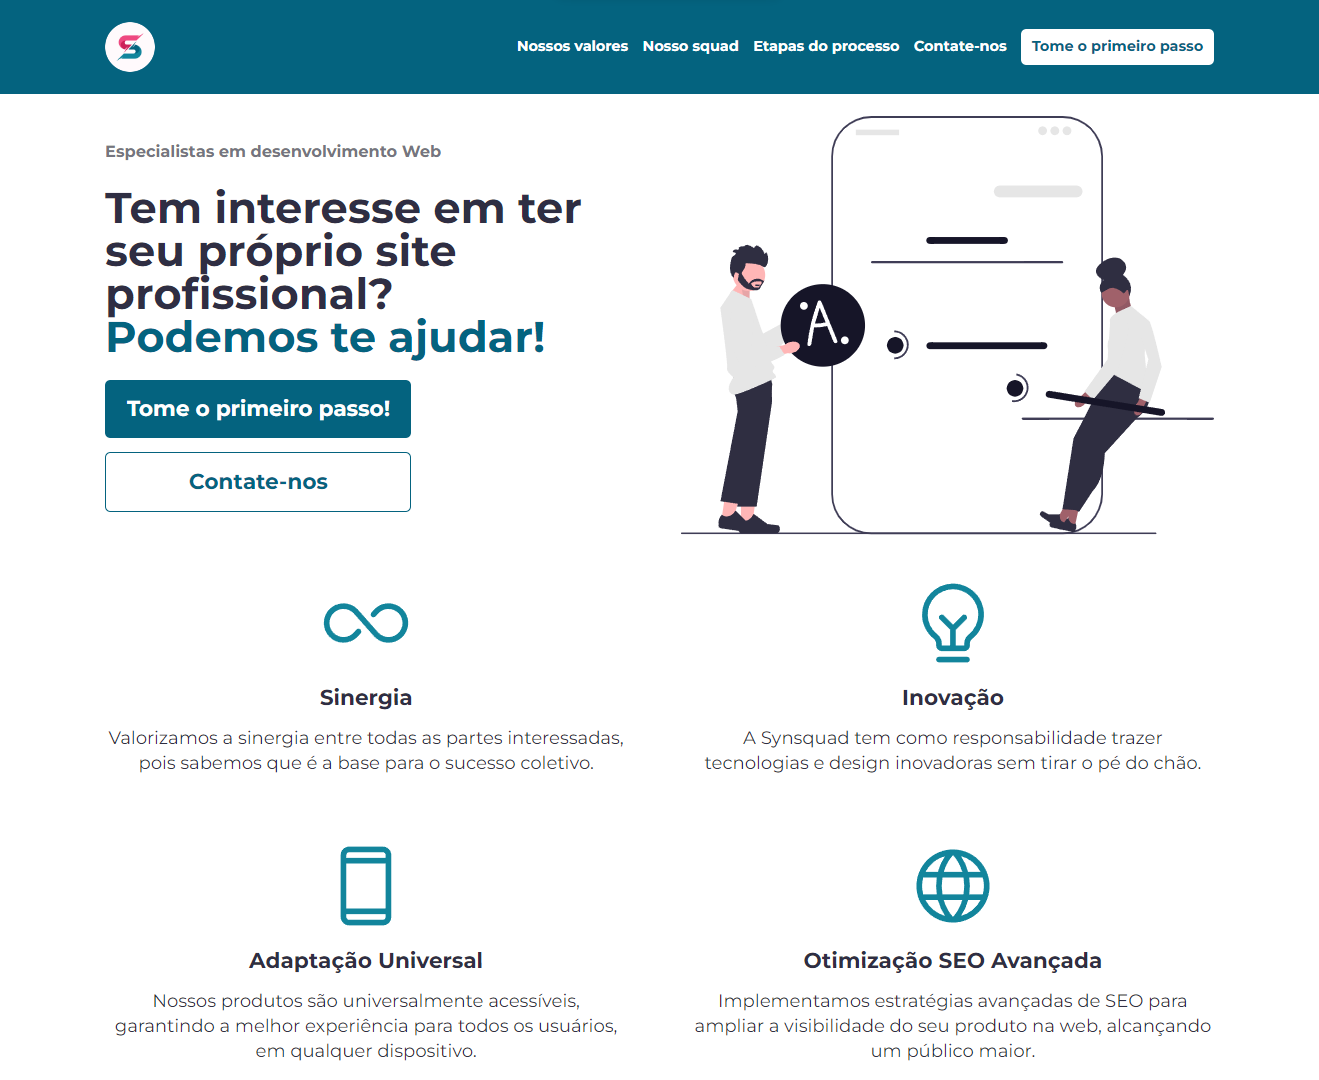 Nossos valores Nosso squad Etapas do processo Contate-nos Tome o primeiro passo
Especialistas em desenvolvimento Web
Tem interesse em ter
seu próprio site
profissional?
Podemos te ajudar!
Tome o primeiro passo!
Contate-nos
A
Sinergia
Valorizamos a sinergia entre todas as partes interessadas,
pois sabemos que é a base para o sucesso coletivo.
Inovação
A Synsquad tem como responsabilidade trazer
tecnologias e design inovadoras sem tirar o pé do chão.
Adaptação Universal
Nossos produtos são universalmente acessíveis,
garantindo a melhor experiência para todos os usuários,
em qualquer dispositivo.
Otimização SEO Avançada
Implementamos estratégias avançadas de SEO para
ampliar a visibilidade do seu produto na web, alcançando
um público maior.